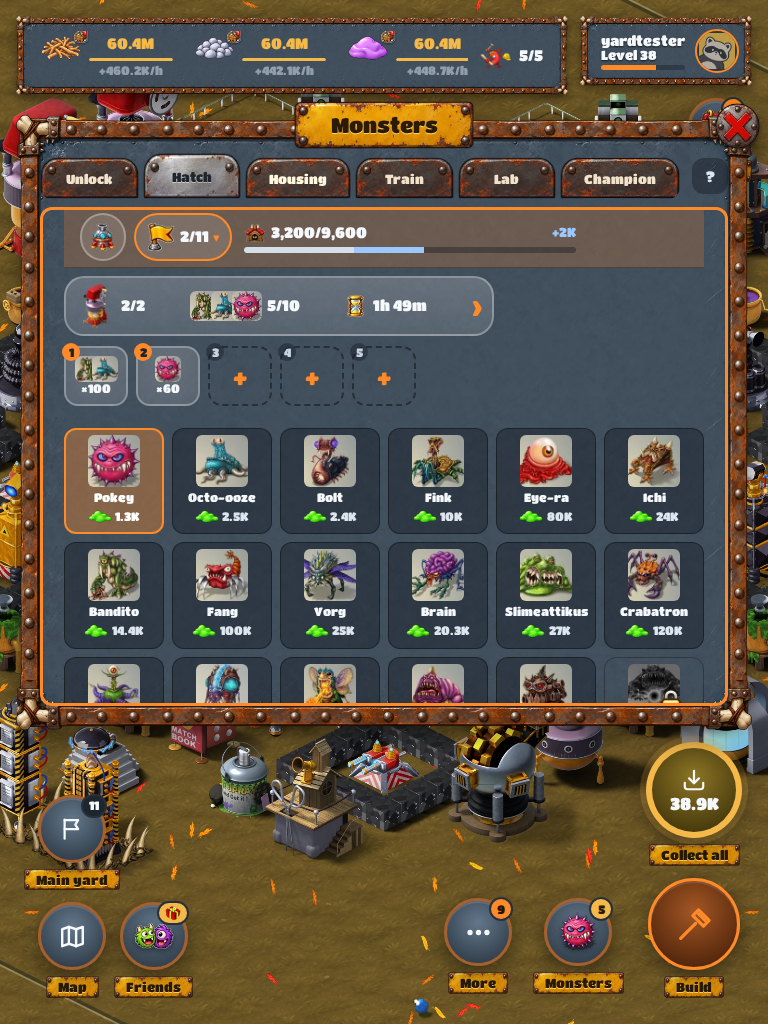 60.4M
60.4M
60.4M
5/5
+460.2K/h
+442.1K/h
+448.7K/h
yardtester
Level 38
Monsters
Unlock
Hatch
Housing
Train
Lab
Champion
?
2/11
3,200/9,600
+2K
2/2
5/10
1h 49m
1
2
3
4
5
×100
×60
Pokey
Octo-ooze
Bolt
Fink
Eye-ra
Ichi
1.3K
2.5K
2.4K
10K
80K
24K
Bandito
Fang
Vorg
Brain
Slimeattikus
Crabatron
14.4K
100K
25K
20.3K
27K
120K
MATCH
BOOK
11
38.9K
Main yard
Collect all
9
5
Map
Friends
More
Monsters
Build